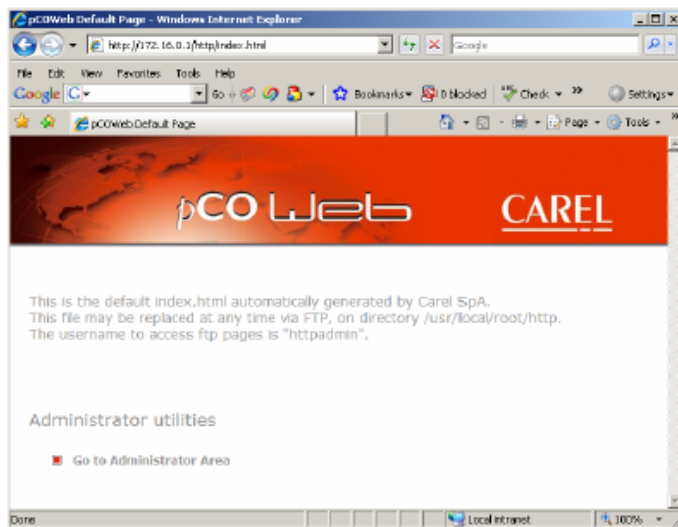 pCOWeb Default Page - Windows Internet Explorer
http://172.16.0.1/http/index.html
Google
File Edit View Favorites Tools Help
Google G Go Bookmarks 0 blocked Check Settings
pCOWeb Default Page Page Tools
pCO Web CAREL
This is the default index.html automatically generated by Carel SpA.
This file may be replaced at any time via FTP, on directory /usr/local/root/http.
The username to access ftp pages is "httpadmin".
Administrator utilities
Go to Administrator Area
Done Local intranet 100%